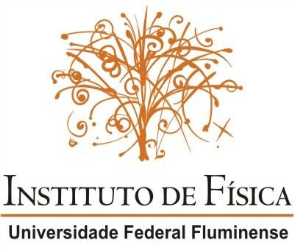 INSTITUTO DE FÍSICA
Universidade Federal Fluminense